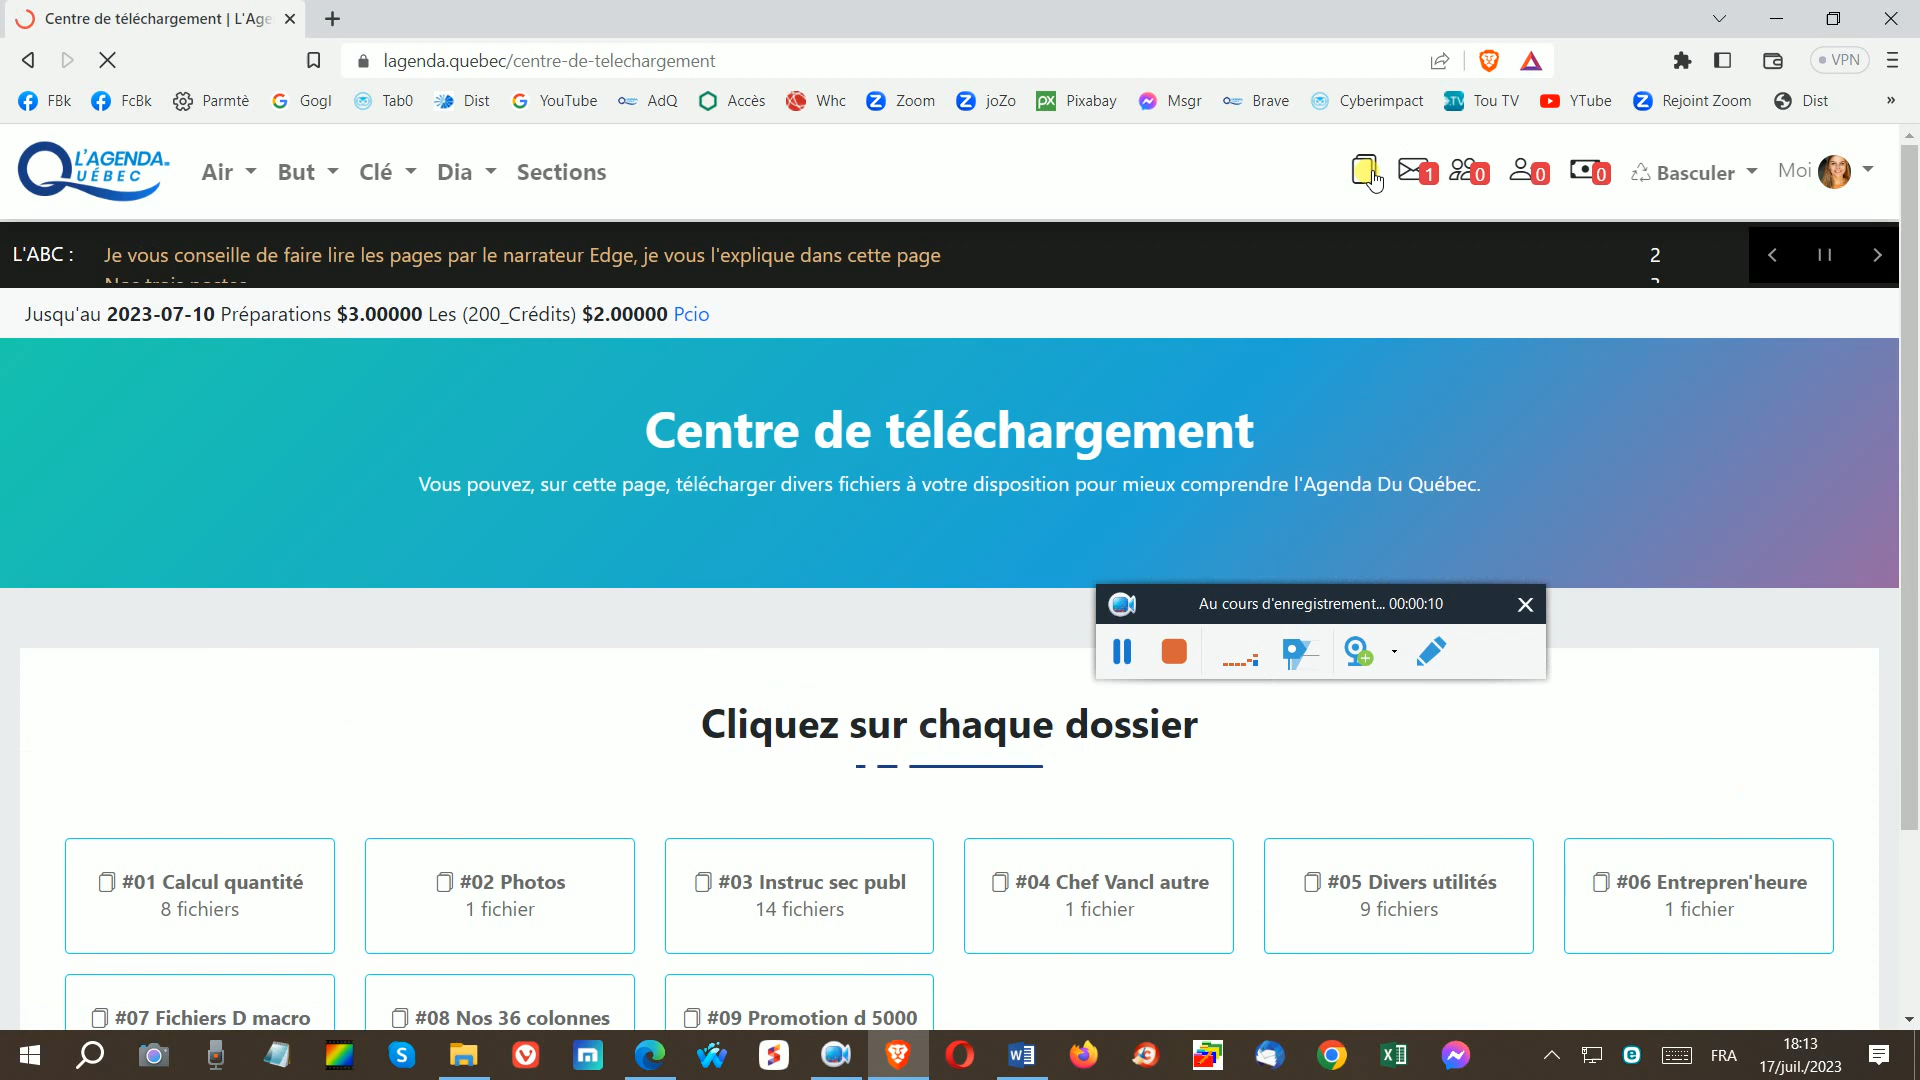 Centre de téléchargement | L'Age
lagenda.quebec/centre-de-telechargement
VPN
FBk FcBk Parmtè Gogl Tab0 Dist YouTube AdQ Accès Whc Zoom joZo Pixabay Msgr Brave Cyberimpact Tou TV YTube Rejoint Zoom Dist »
L'AGENDA.
UÉBEC
Air But Clé Dia Sections 1 0 0 0 Basculer Moi
L'ABC : Je vous conseille de faire lire les pages par le narrateur Edge, je vous l'explique dans cette page 2
Jusqu'au 2023-07-10 Préparations $3.00000 Les (200_Crédits) $2.00000 Pcio
Centre de téléchargement
Vous pouvez, sur cette page, télécharger divers fichiers à votre disposition pour mieux comprendre l'Agenda Du Québec.
Au cours d'enregistrement... 00:00:10
Cliquez sur chaque dossier
#01 Calcul quantité
8 fichiers
#02 Photos
1 fichier
#03 Instruc sec publ
14 fichiers
#04 Chef Vancl autre
1 fichier
#05 Divers utilités
9 fichiers
#06 Entrepren'heure
1 fichier
#07 Fichiers D macro
#08 Nos 36 colonnes
#09 Promotion d 5000
FRA
18:13
17/juil./2023